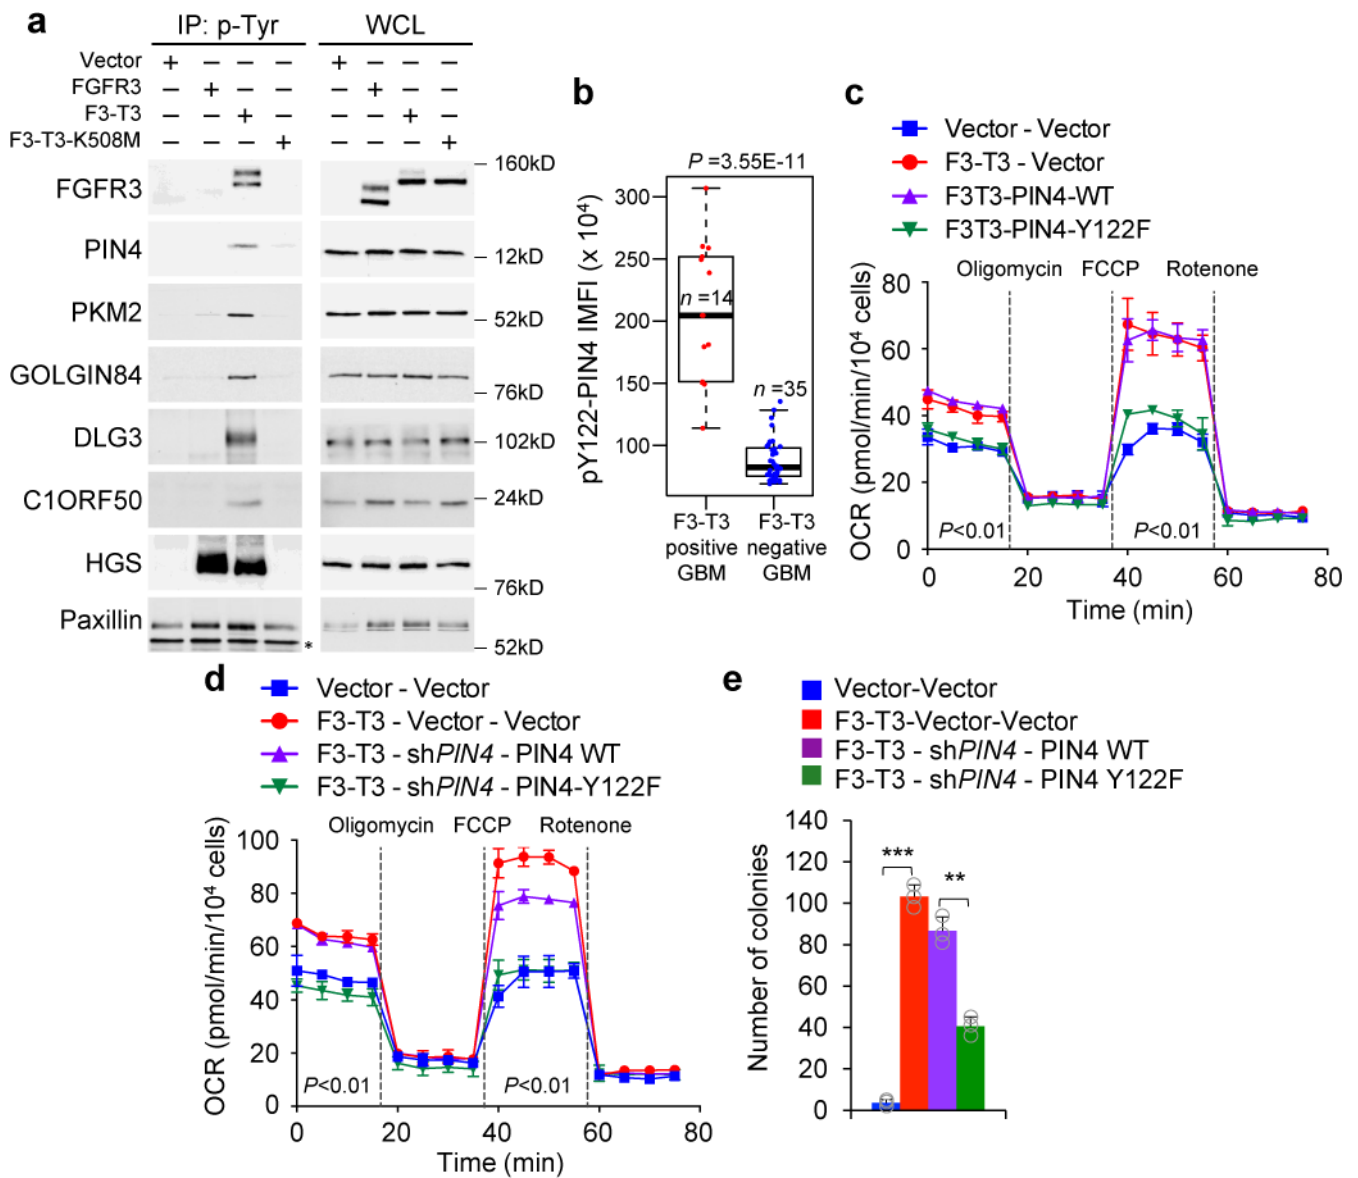 a
IP: p-Tyr WCL
Vector + – – – + – – –
FGFR3 – + – – – + – –
F3-T3 – – + – – – + –
F3-T3-K508M – – – + – – – +
FGFR3
160kD
PIN4
12kD
PKM2
52kD
GOLGIN84
76kD
DLG3
102kD
C1ORF50
24kD
HGS
76kD
Paxillin
*
52kD
b
P =3.55E-11
pY122-PIN4 IMFI (x 10⁴)
300
250
200
150
100
n =14
n =35
F3-T3 positive GBM
F3-T3 negative GBM
c
Vector - Vector
F3-T3 - Vector
F3T3-PIN4-WT
F3T3-PIN4-Y122F
Oligomycin FCCP Rotenone
OCR (pmol/min/10⁴ cells)
80
60
40
20
0
P<0.01 P<0.01
0 20 40 60 80
Time (min)
d
Vector - Vector
F3-T3 - Vector - Vector
F3-T3 - shPIN4 - PIN4 WT
F3-T3 - shPIN4 - PIN4-Y122F
Oligomycin FCCP Rotenone
OCR (pmol/min/10⁴ cells)
100
80
60
40
20
0
P<0.01 P<0.01
0 20 40 60 80
Time (min)
e
Vector-Vector
F3-T3-Vector-Vector
F3-T3 - shPIN4 - PIN4 WT
F3-T3 - shPIN4 - PIN4 Y122F
Number of colonies
140
120
100
80
60
40
20
0
***
**